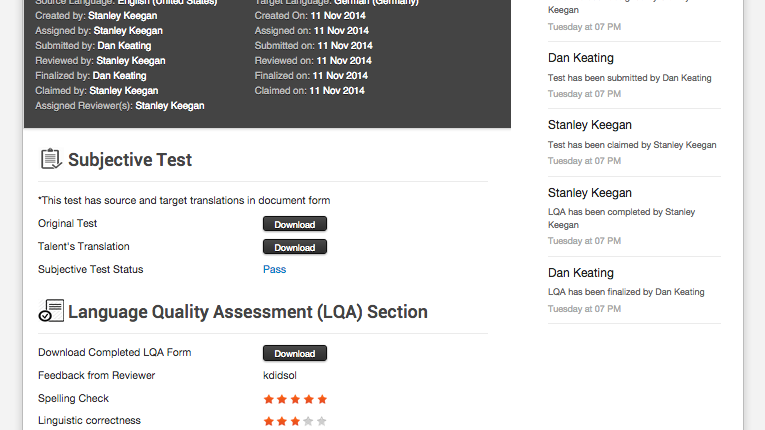 Source Language: English (United States)
Target Language: German (Germany)
Created by: Stanley Keegan
Created On: 11 Nov 2014
Assigned by: Stanley Keegan
Assigned on: 11 Nov 2014
Submitted by: Dan Keating
Submitted on: 11 Nov 2014
Reviewed by: Stanley Keegan
Reviewed on: 11 Nov 2014
Finalized by: Dan Keating
Finalized on: 11 Nov 2014
Claimed by: Stanley Keegan
Claimed on: 11 Nov 2014
Assigned Reviewer(s): Stanley Keegan
Subjective Test
*This test has source and target translations in document form
Original Test
Download
Talent's Translation
Download
Subjective Test Status
Pass
Language Quality Assessment (LQA) Section
Download Completed LQA Form
Download
Feedback from Reviewer
kdidsol
Spelling Check
Linguistic correctness
Keegan
Tuesday at 07 PM
Dan Keating
Test has been submitted by Dan Keating
Tuesday at 07 PM
Stanley Keegan
Test has been claimed by Stanley Keegan
Tuesday at 07 PM
Stanley Keegan
LQA has been completed by Stanley
Keegan
Tuesday at 07 PM
Dan Keating
LQA has been finalized by Dan Keating
Tuesday at 07 PM